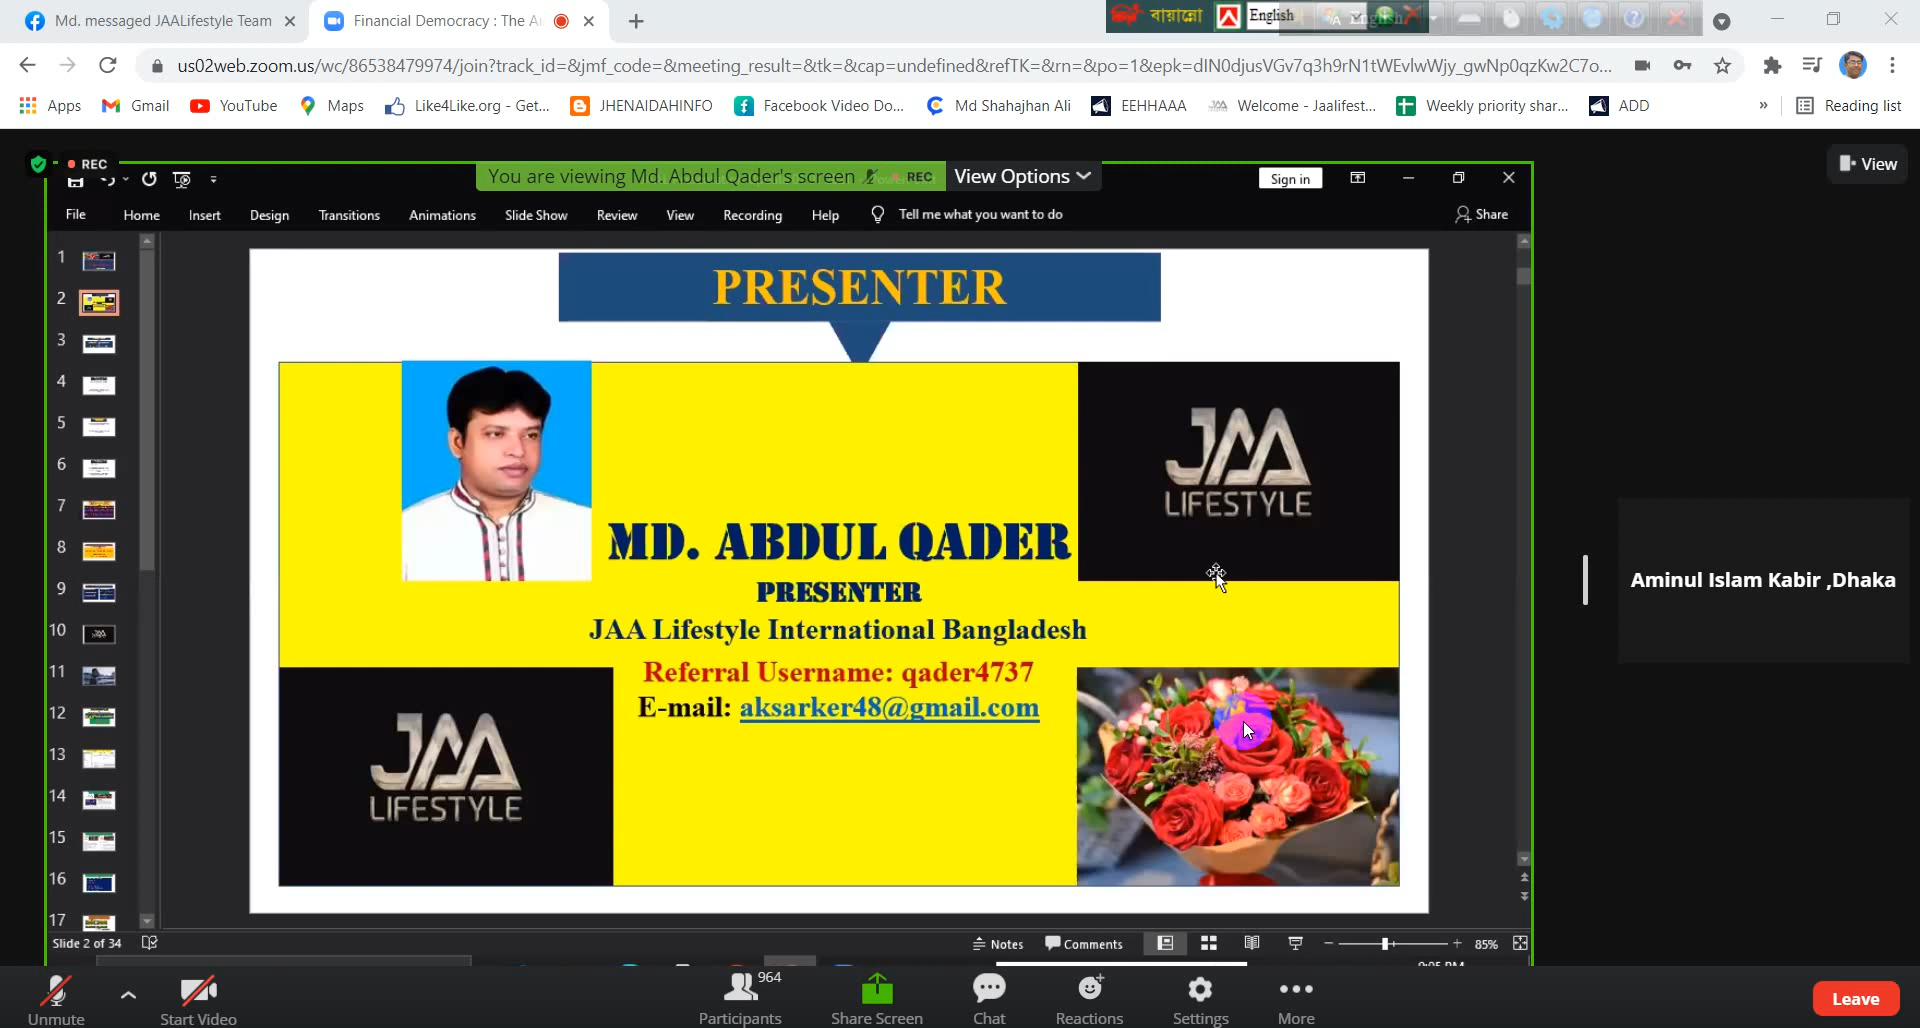 Md. messaged JAALifestyle Team
Financial Democracy : The A
বায়ান্নো
English
us02web.zoom.us/wc/86538479974/join?track_id=&jmf_code=&meeting_result=&tk=&cap=undefined&refTK=&rn=&po=1&epk=dIN0djusVGv7q3h9rN1tWEvlwWjy_gwNp0qzKw2C7o...
Apps
Gmail
YouTube
Maps
Like4Like.org - Get...
JHENAIDAHINFO
Facebook Video Do...
Md Shahajhan Ali
EEHHAAA
Welcome - Jaalifest...
Weekly priority shar...
ADD
»
Reading list
REC
You are viewing Md. Abdul Qader's screen
REC
View Options
Sign in
View
File
Home
Insert
Design
Transitions
Animations
Slide Show
Review
View
Recording
Help
Tell me what you want to do
Share
1
2
3
4
5
6
7
8
9
10
11
12
13
14
15
16
17
PRESENTER
JAA
LIFESTYLE
MD. ABDUL QADER
PRESENTER
JAA Lifestyle International Bangladesh
Referral Username: qader4737
E-mail: aksarker48@gmail.com
JAA
LIFESTYLE
Aminul Islam Kabir ,Dhaka
Slide 2 of 34
Notes
Comments
85%
Unmute
Start Video
964
Participants
Share Screen
Chat
Reactions
Settings
More
Leave